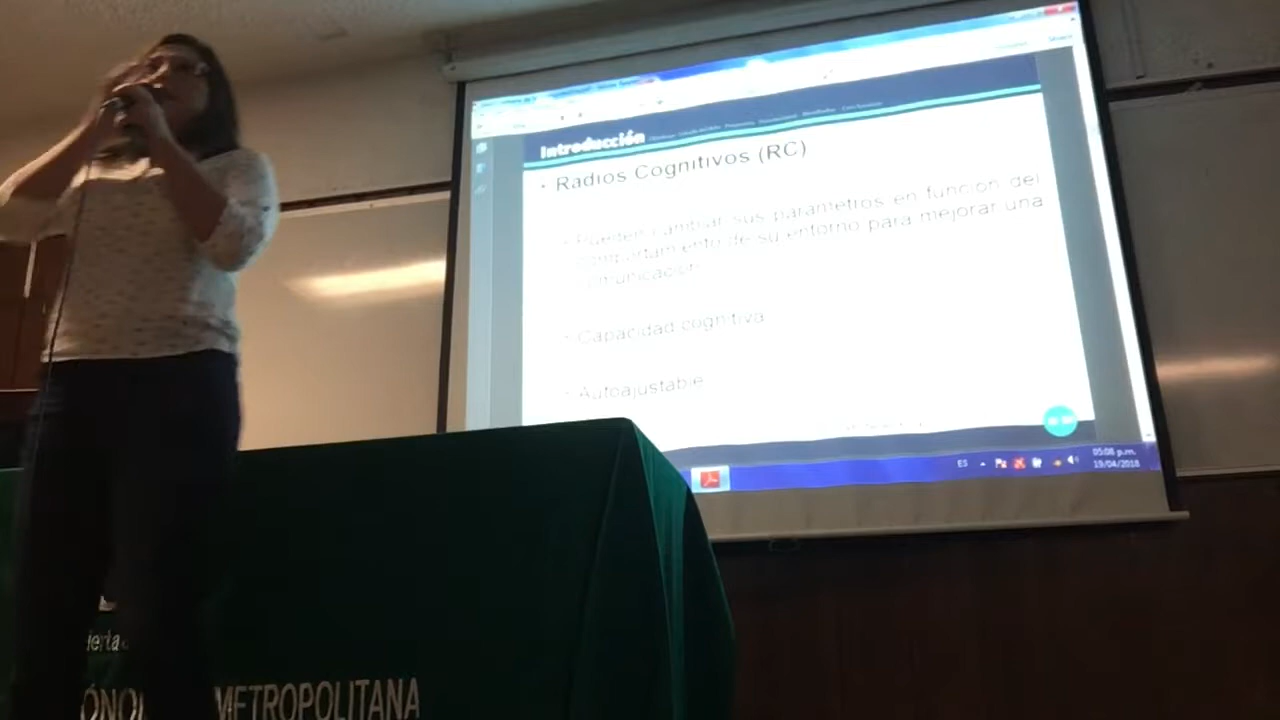 Introducción
• Radios Cognitivos (RC)
• Pueden cambiar sus parámetros en función del
comportamiento de su entorno para mejorar una
comunicación
• Capacidad cognitiva
• Autoajustable
ES
05:08 p.m.
19/04/2018
METROPOLITANA